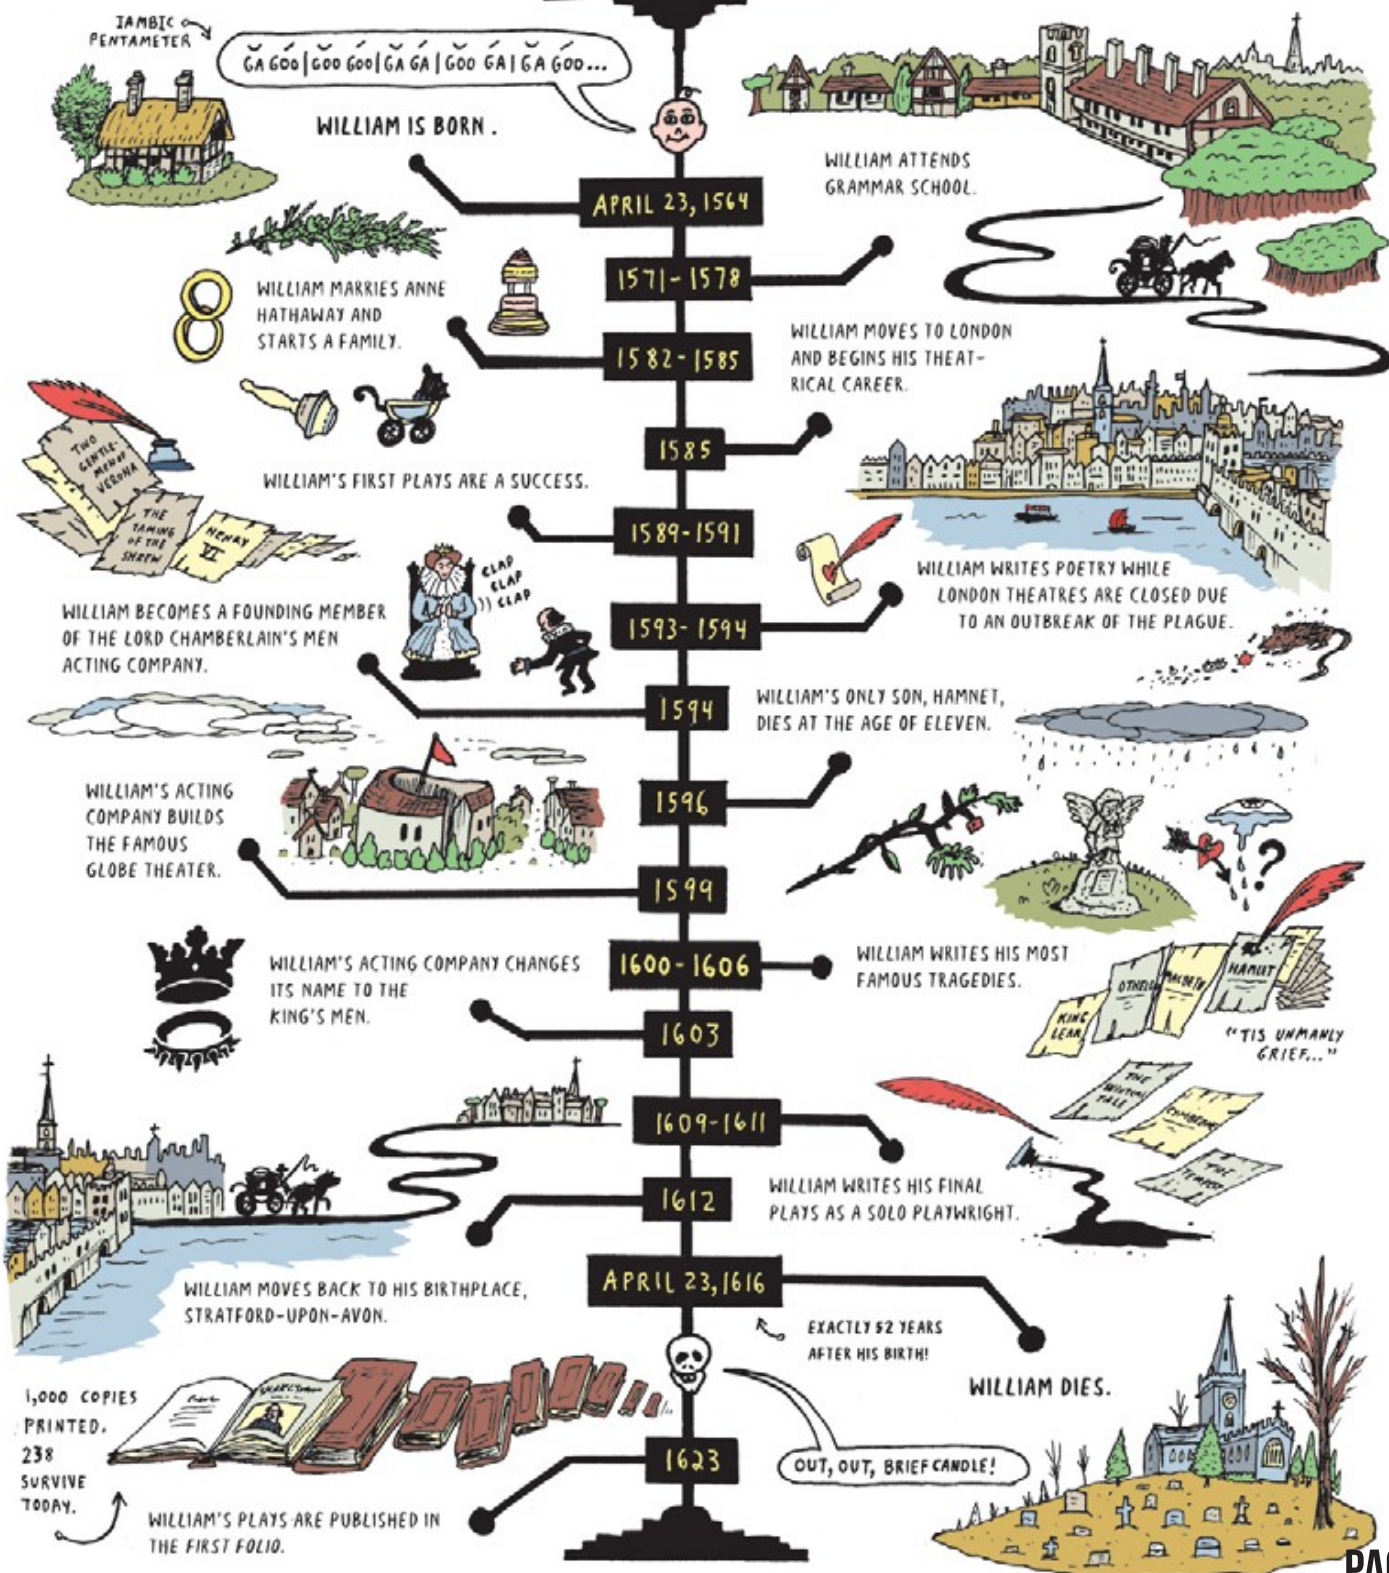 IAMBIC
PENTAMETER
GA GOO | GOO GOO | GA GA | GOO GA | GA GOO...
WILLIAM IS BORN.
APRIL 23, 1564
WILLIAM ATTENDS
GRAMMAR SCHOOL.
1571-1578
WILLIAM MARRIES ANNE
HATHAWAY AND
STARTS A FAMILY.
1582-1585
WILLIAM MOVES TO LONDON
AND BEGINS HIS THEAT-
RICAL CAREER.
1585
TWO
GENTLE-
MEN OF
VERONA
THE
TAMING
OF THE
SHREW
HENRY
VI
WILLIAM'S FIRST PLAYS ARE A SUCCESS.
1589-1591
WILLIAM WRITES POETRY WHILE
LONDON THEATRES ARE CLOSED DUE
TO AN OUTBREAK OF THE PLAGUE.
1593-1594
CLAP
CLAP
CLAP
WILLIAM BECOMES A FOUNDING MEMBER
OF THE LORD CHAMBERLAIN'S MEN
ACTING COMPANY.
1594
WILLIAM'S ONLY SON, HAMNET,
DIES AT THE AGE OF ELEVEN.
1596
WILLIAM'S ACTING
COMPANY BUILDS
THE FAMOUS
GLOBE THEATER.
1599
?
1600-1606
WILLIAM WRITES HIS MOST
FAMOUS TRAGEDIES.
KING
LEAR
OTHELLO
MACBETH
HAMLET
"TIS UNMANLY
GRIEF..."
WILLIAM'S ACTING COMPANY CHANGES
ITS NAME TO THE
KING'S MEN.
1603
1609-1611
THE
TALE
THE
WILLIAM WRITES HIS FINAL
PLAYS AS A SOLO PLAYWRIGHT.
1612
WILLIAM MOVES BACK TO HIS BIRTHPLACE,
STRATFORD-UPON-AVON.
APRIL 23, 1616
EXACTLY 52 YEARS
AFTER HIS BIRTH!
WILLIAM DIES.
OUT, OUT, BRIEF CANDLE!
1,000 COPIES
PRINTED.
238
SURVIVE
TODAY.
1623
WILLIAM'S PLAYS ARE PUBLISHED IN
THE FIRST FOLIO.